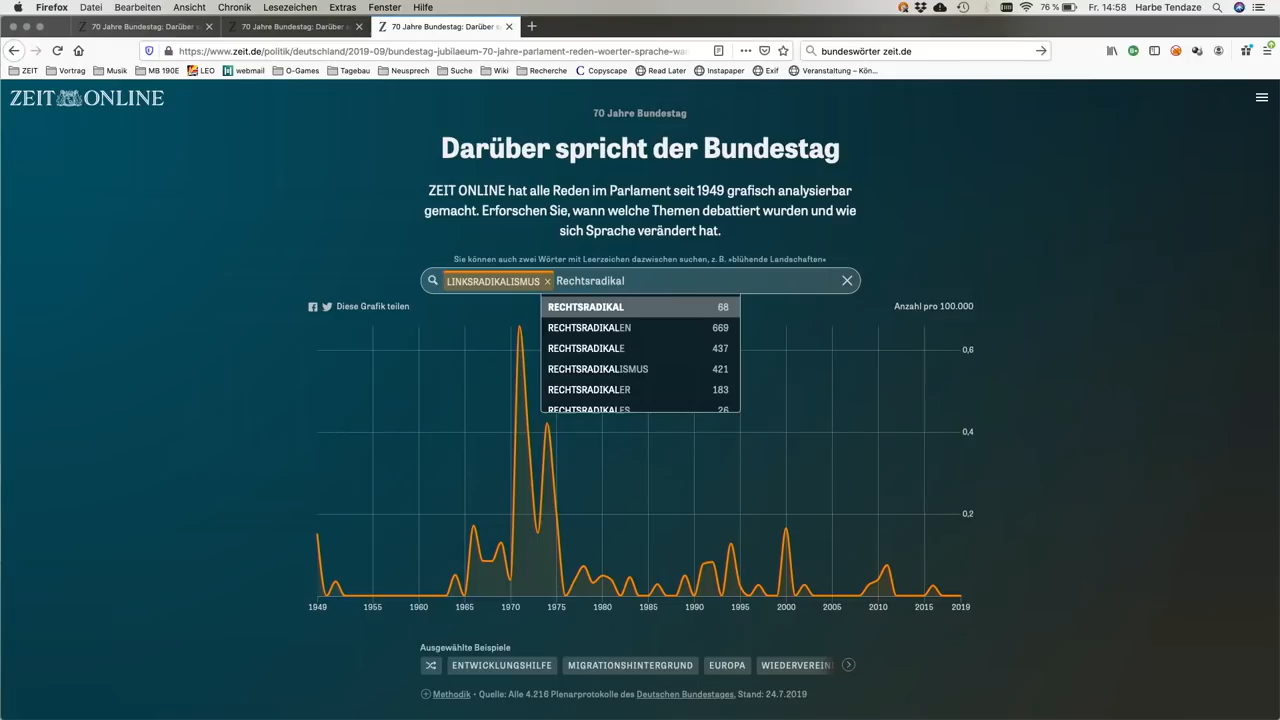 Firefox Datei Bearbeiten Ansicht Chronik Lesezeichen Extras Fenster Hilfe 76 % Fr. 14:58 Harbe Tendaze
70 Jahre Bundestag: Darüber s 70 Jahre Bundestag: Darüber s 70 Jahre Bundestag: Darüber s
https://www.zeit.de/politik/deutschland/2019-09/bundestag-jubilaeum-70-jahre-parlament-reden-woerter-sprache-wa bundeswörter zeit.de
ZEIT Vortrag Musik MB 190E LEO webmail O-Games Tagebau Neusprech Suche Wiki Recherche Copyscape Read Later Instapaper Exif Veranstaltung – Kön...
ZEIT ONLINE
70 Jahre Bundestag
Darüber spricht der Bundestag
ZEIT ONLINE hat alle Reden im Parlament seit 1949 grafisch analysierbar
gemacht. Erforschen Sie, wann welche Themen debattiert wurden und wie
sich Sprache verändert hat.
Sie können auch zwei Wörter mit Leerzeichen dazwischen suchen, z.B. »blühende Landschaften«
LINKSRADIKALISMUS × Rechtsradikal
Diese Grafik teilen
Anzahl pro 100.000
RECHTSRADIKAL 68
RECHTSRADIKALEN 669
RECHTSRADIKALE 437
RECHTSRADIKALISMUS 421
RECHTSRADIKALER 183
RECHTSRADIKALES 26
0,6
0,4
0,2
1949 1955 1960 1965 1970 1975 1980 1985 1990 1995 2000 2005 2010 2015 2019
Ausgewählte Beispiele
ENTWICKLUNGSHILFE MIGRATIONSHINTERGRUND EUROPA WIEDERVEREIN
Methodik • Quelle: Alle 4.216 Plenarprotokolle des Deutschen Bundestages, Stand: 24.7.2019